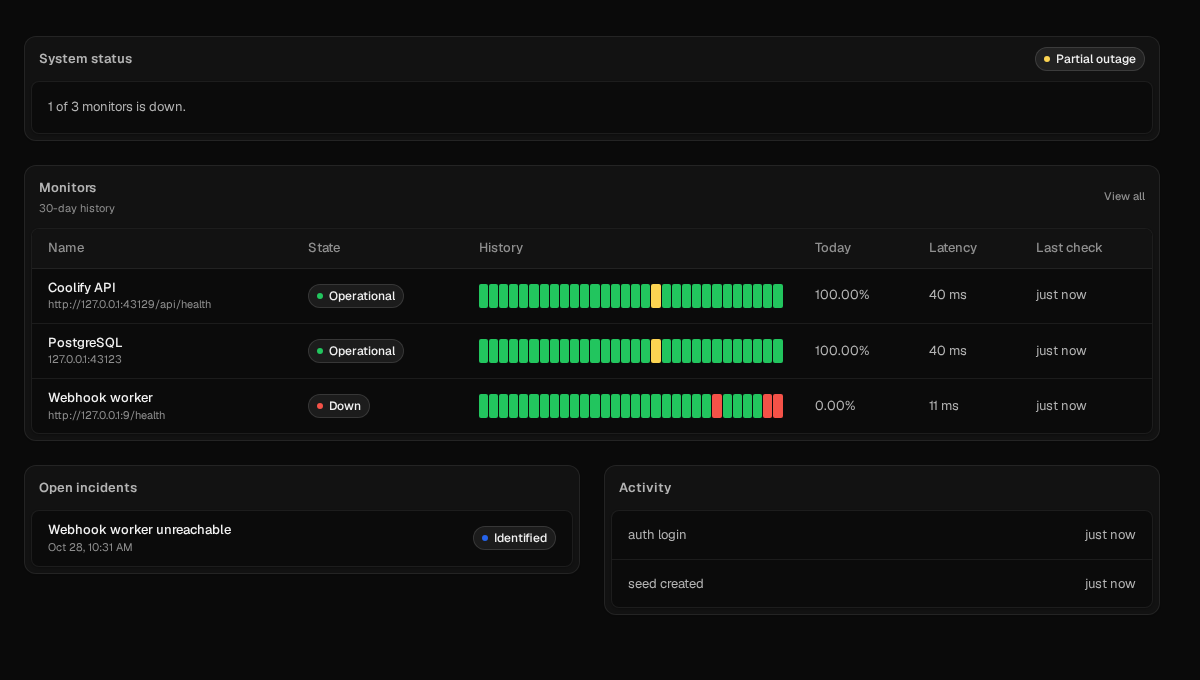 System status
Partial outage
1 of 3 monitors is down.
Monitors
30-day history
View all
Name State History Today Latency Last check
Coolify API
http://127.0.0.1:43129/api/health
Operational
100.00% 40 ms just now
PostgreSQL
127.0.0.1:43123
Operational
100.00% 40 ms just now
Webhook worker
http://127.0.0.1:9/health
Down
0.00% 11 ms just now
Open incidents
Webhook worker unreachable
Oct 28, 10:31 AM
Identified
Activity
auth login just now
seed created just now